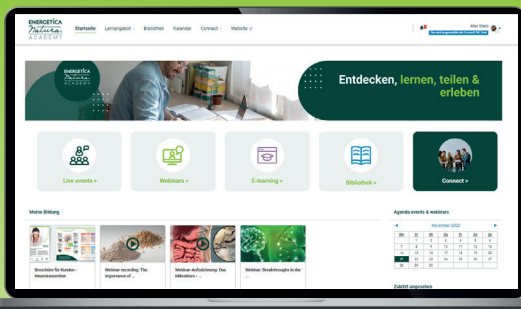 ENERGETICA
Natura
ACADEMY
Startseite
Lernangebot
Bibliothek
Kalender
Connect
Website
Alex Ward
ENERGETICA
Natura
ACADEMY
Entdecken, lernen, teilen &
erleben
Live events »
Webinars »
E-learning »
Bibliothek »
Connect »
Meine Bildung
Broschüre für Kunden -
Neurotransmitter
Webinar recording: The
importance of ...
Webinar-Aufzeichnung: Das
Mikrobiom - ...
Webinar: Breakthroughs in the
...
Agenda events & webinars
November 2022
Zuletzt angesehen